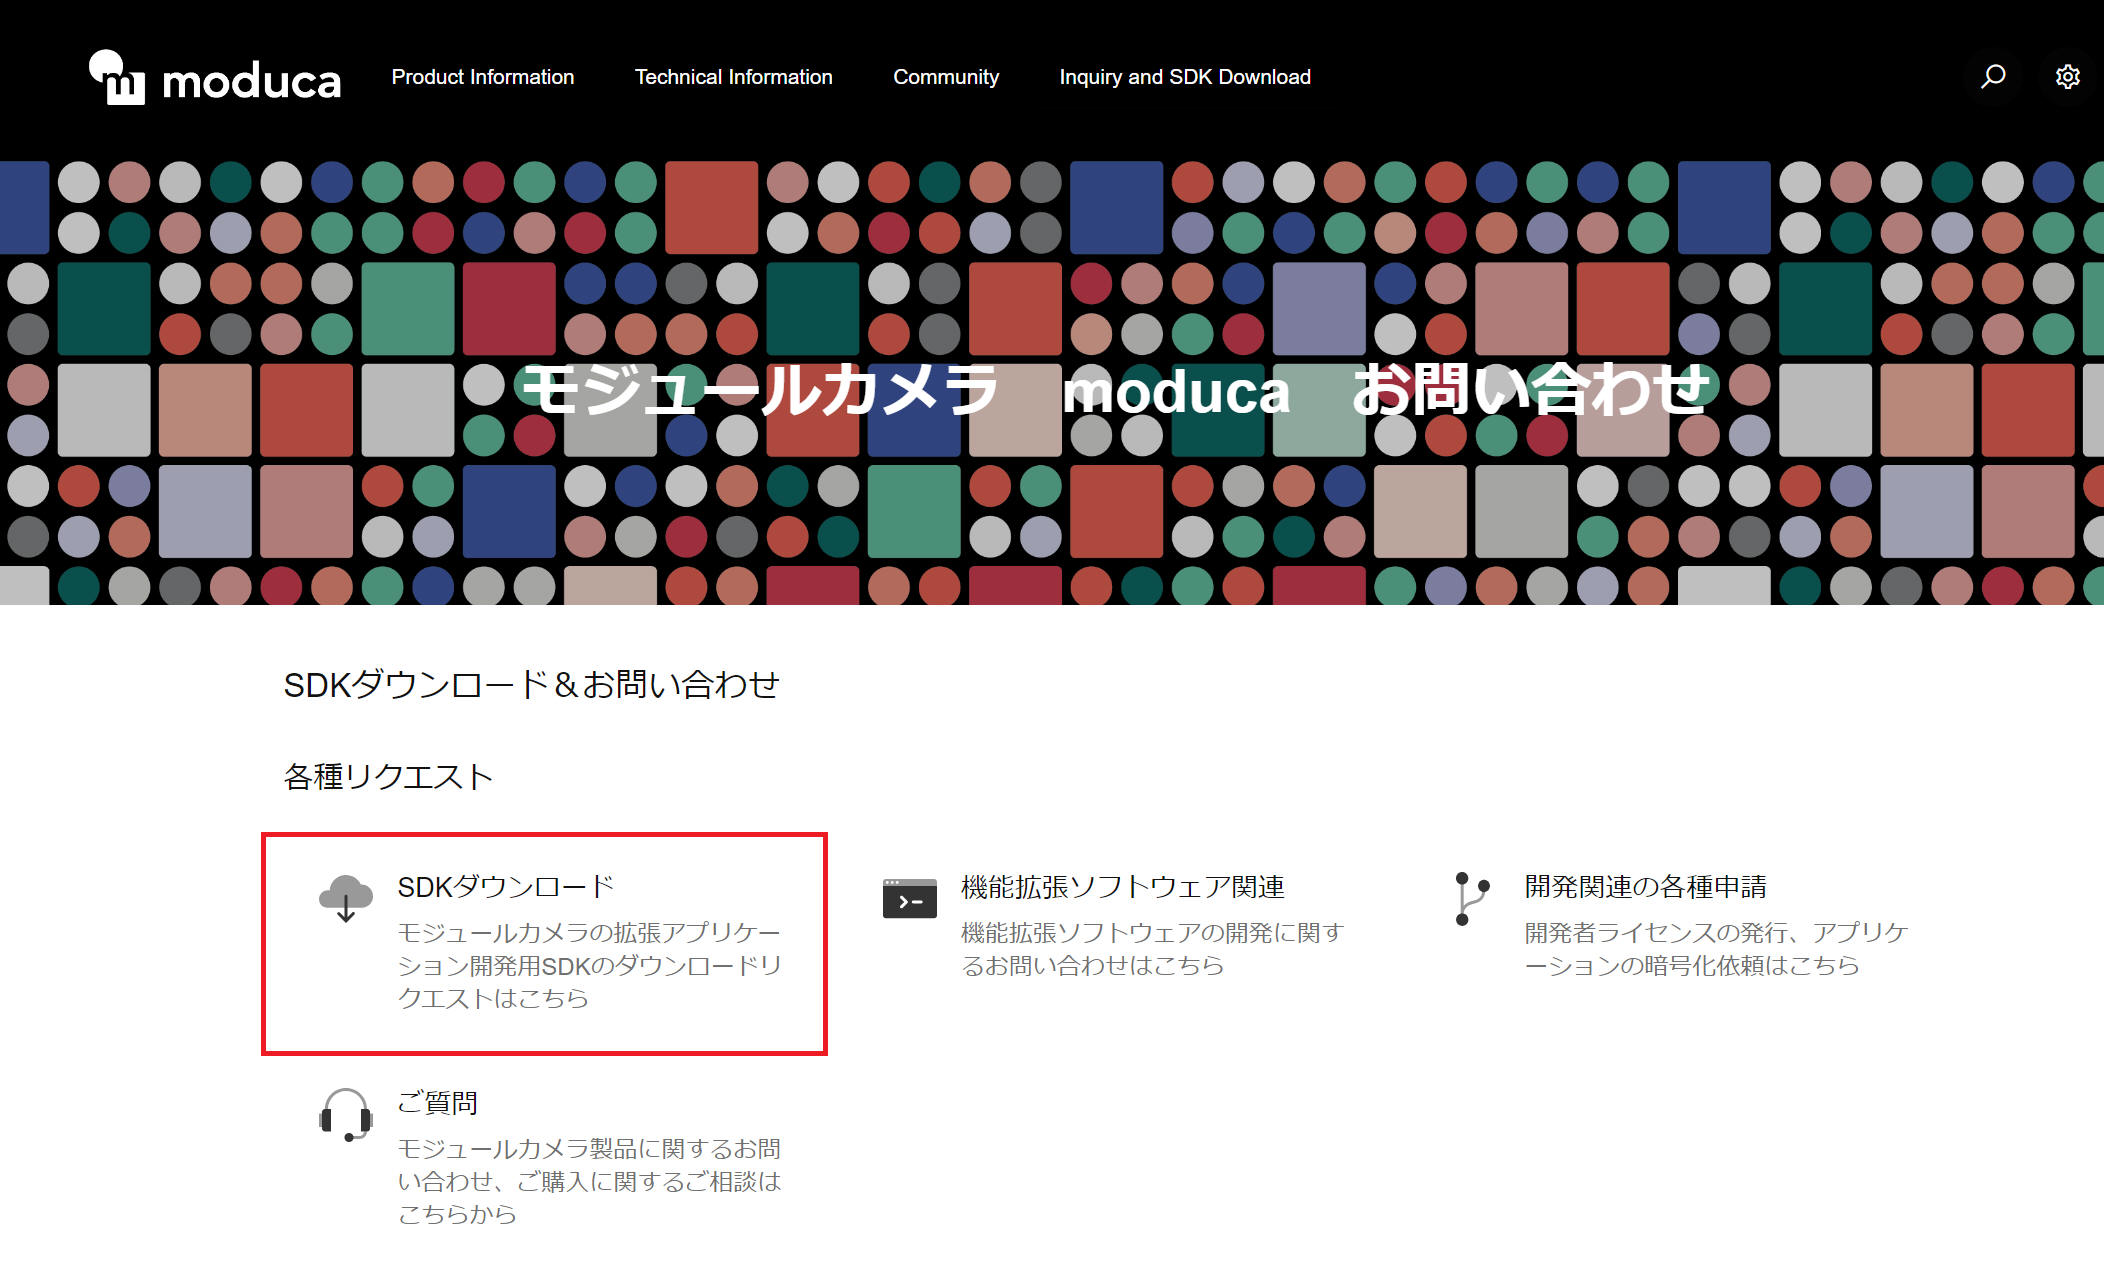 moduca
Product Information
Technical Information
Community
Inquiry and SDK Download
モジュールカメラ　moduca　お問い合わせ
SDKダウンロード＆お問い合わせ
各種リクエスト
SDKダウンロード
モジュールカメラの拡張アプリケー
ション開発用SDKのダウンロードリ
クエストはこちら
機能拡張ソフトウェア関連
機能拡張ソフトウェアの開発に関す
るお問い合わせはこちら
開発関連の各種申請
開発者ライセンスの発行、アプリケ
ーションの暗号化依頼はこちら
ご質問
モジュールカメラ製品に関するお問
い合わせ、ご購入に関するご相談は
こちらから